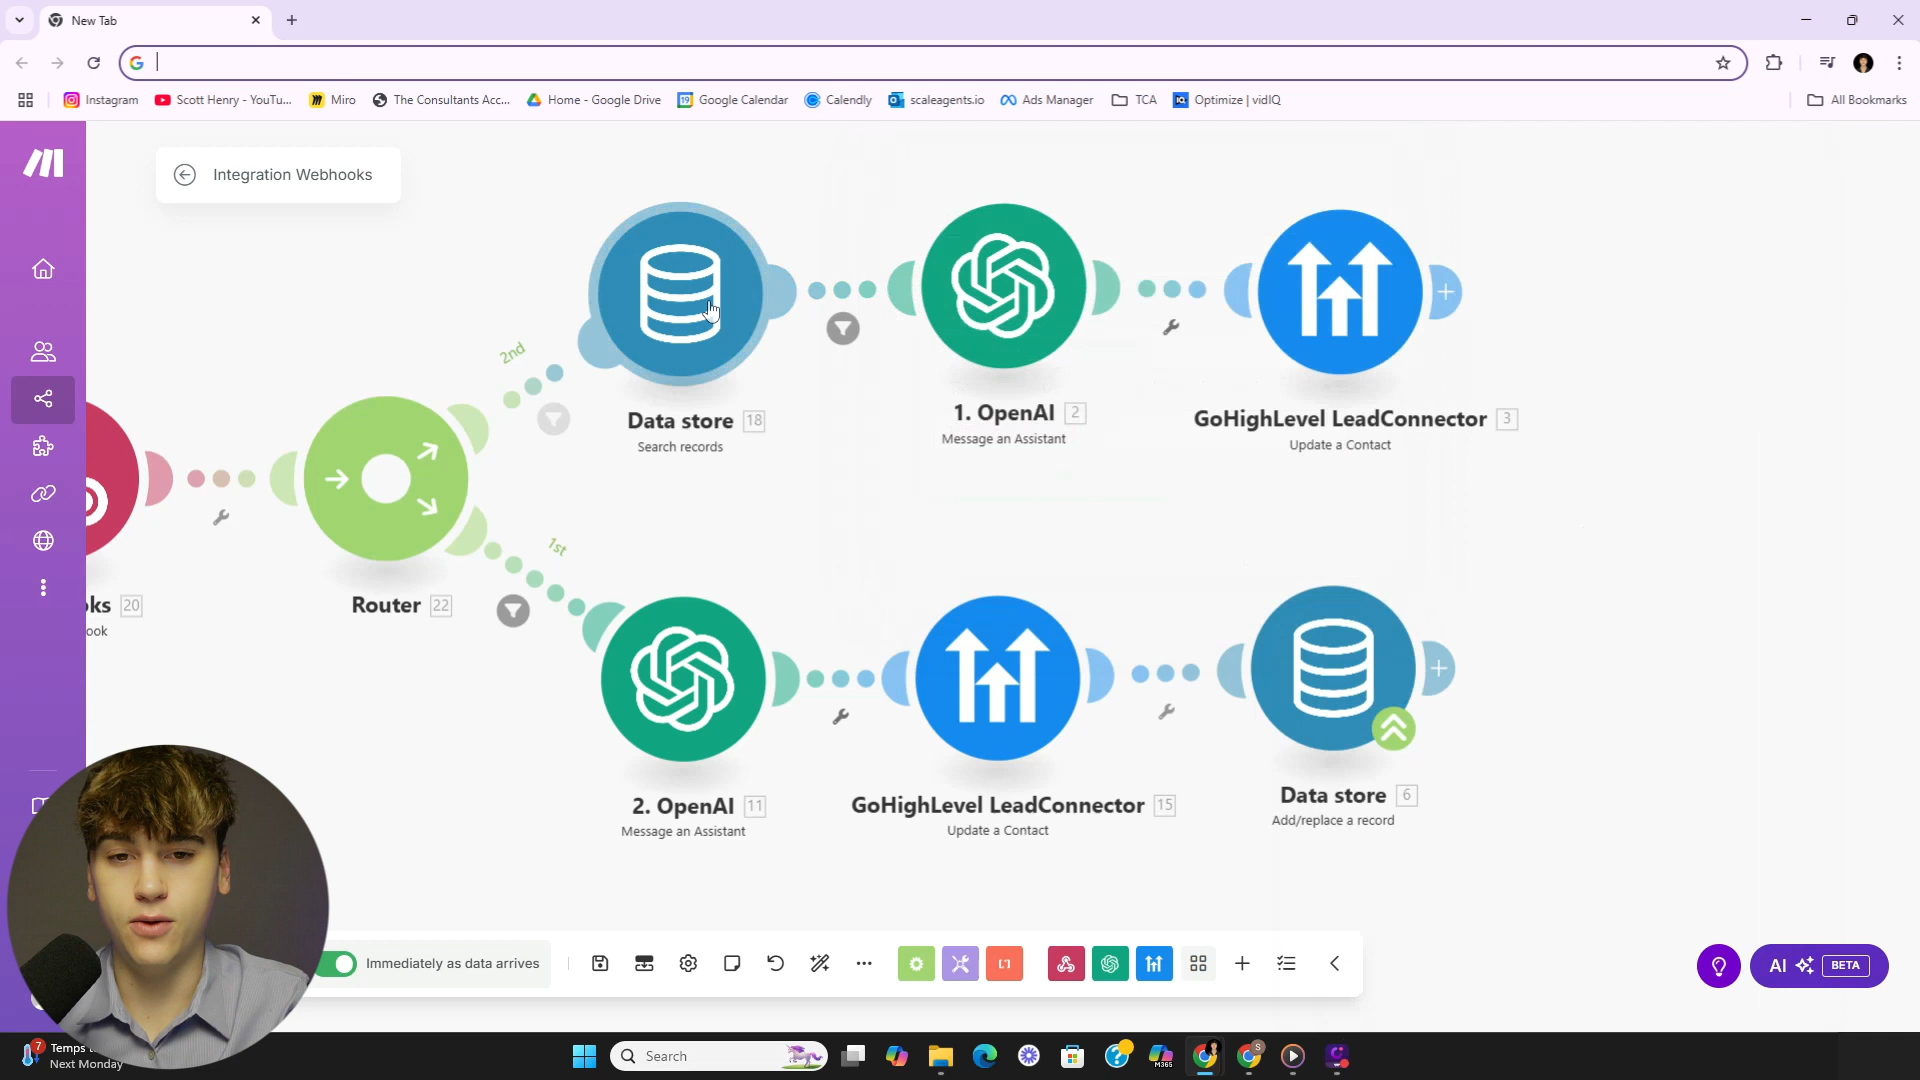 New Tab
Instagram
Scott Henry - YouTu...
Miro
The Consultants Acc...
Home - Google Drive
Google Calendar
Calendly
scaleagents.io
Ads Manager
TCA
Optimize | vidIQ
All Bookmarks
Integration Webhooks
2nd
Data store 18
Search records
1. OpenAI 2
Message an Assistant
GoHighLevel LeadConnector 3
Update a Contact
1st
ks 20
ook
Router 22
2. OpenAI 11
Message an Assistant
GoHighLevel LeadConnector 15
Update a Contact
Data store 6
Add/replace a record
Immediately as data arrives
AI BETA
7
Temps
Next Monday
Search
M365
S